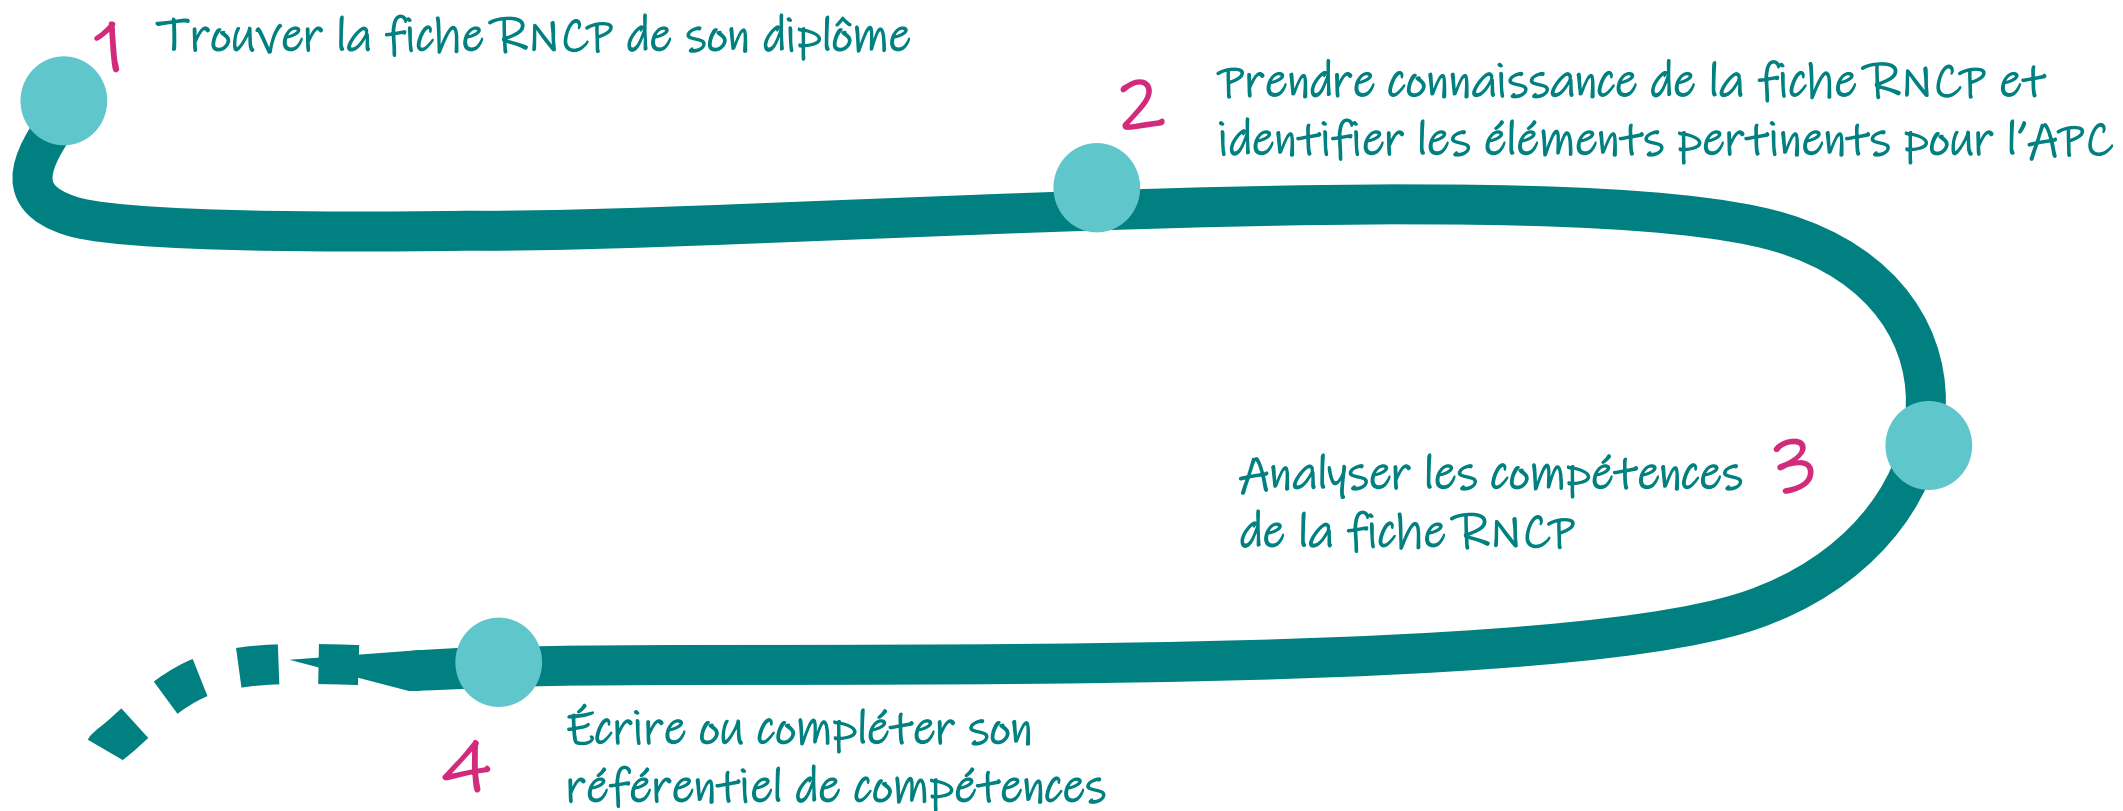 1 Trouver la fiche RNCP de son diplôme
2 Prendre connaissance de la fiche RNCP et
identifier les éléments pertinents pour l'APC
Analyser les compétences 3
de la fiche RNCP
Écrire ou compléter son
4 référentiel de compétences